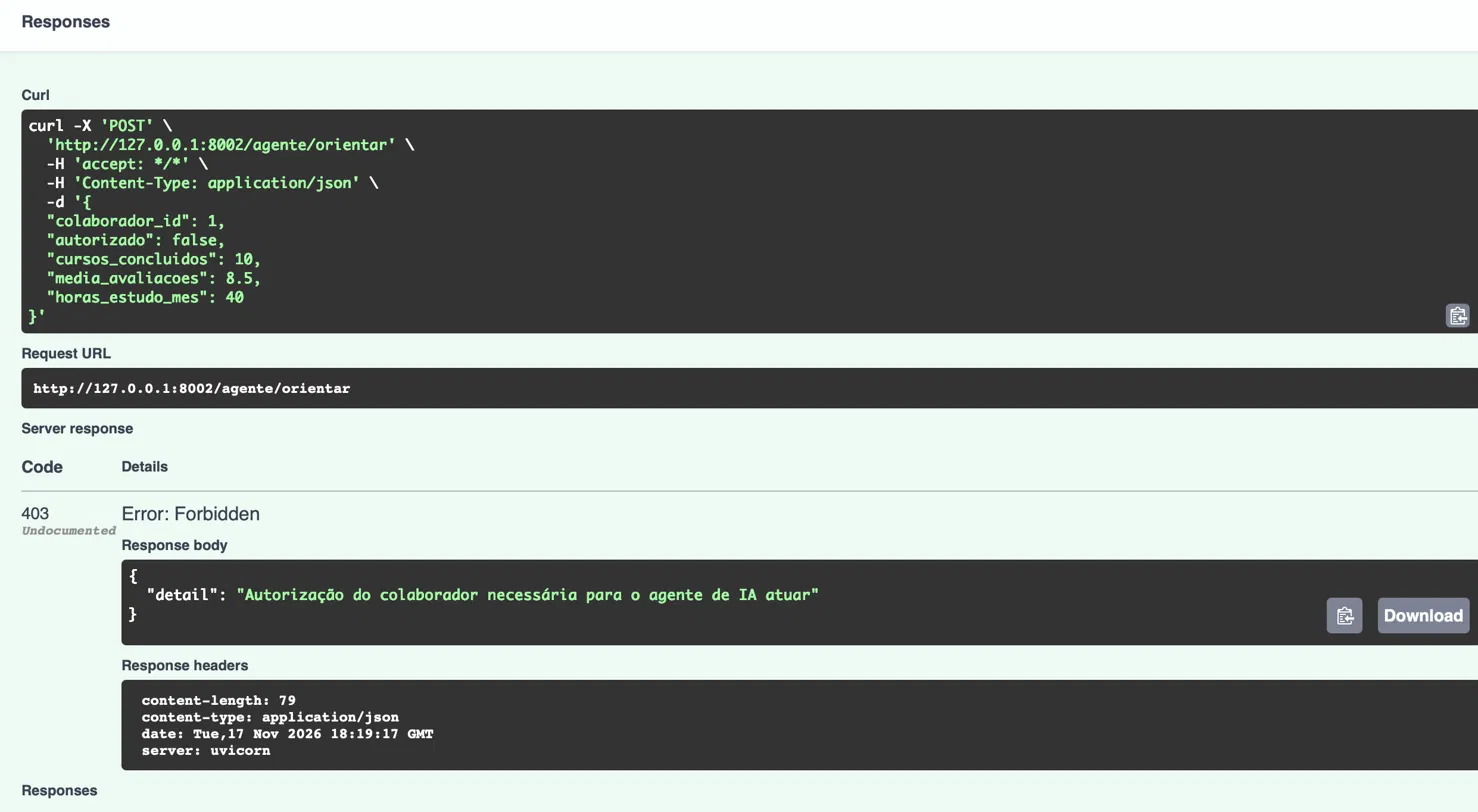 Responses
Curl
curl -X 'POST' \
'http://127.0.0.1:8002/agente/orientar' \
-H 'accept: */*' \
-H 'Content-Type: application/json' \
-d '{
"colaborador_id": 1,
"autorizado": false,
"cursos_concluidos": 10,
"media_avaliacoes": 8.5,
"horas_estudo_mes": 40
}'
Request URL
http://127.0.0.1:8002/agente/orientar
Server response
Code Details
403 Error: Forbidden
Undocumented
Response body
{
"detail": "Autorização do colaborador necessária para o agente de IA atuar"
}
Download
Response headers
content-length: 79
content-type: application/json
date: Tue,17 Nov 2026 18:19:17 GMT
server: uvicorn
Responses